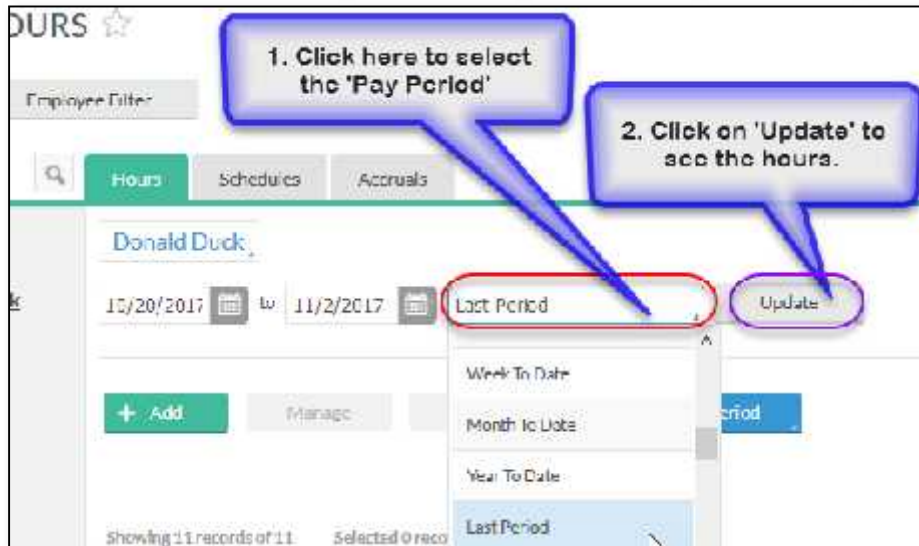 OURS
1. Click here to select
the 'Pay Period'
Employee Filter
2. Click on 'Update' to
see the hours.
Hours Schedules Accruals
Donald Duck
10/20/2017 to 11/2/2017 Last Period Update
Week To Date
+ Add Manage eriod
Month To Date
Year To Date
Last Period
Showing 11 records of 11 Selected 0 reco